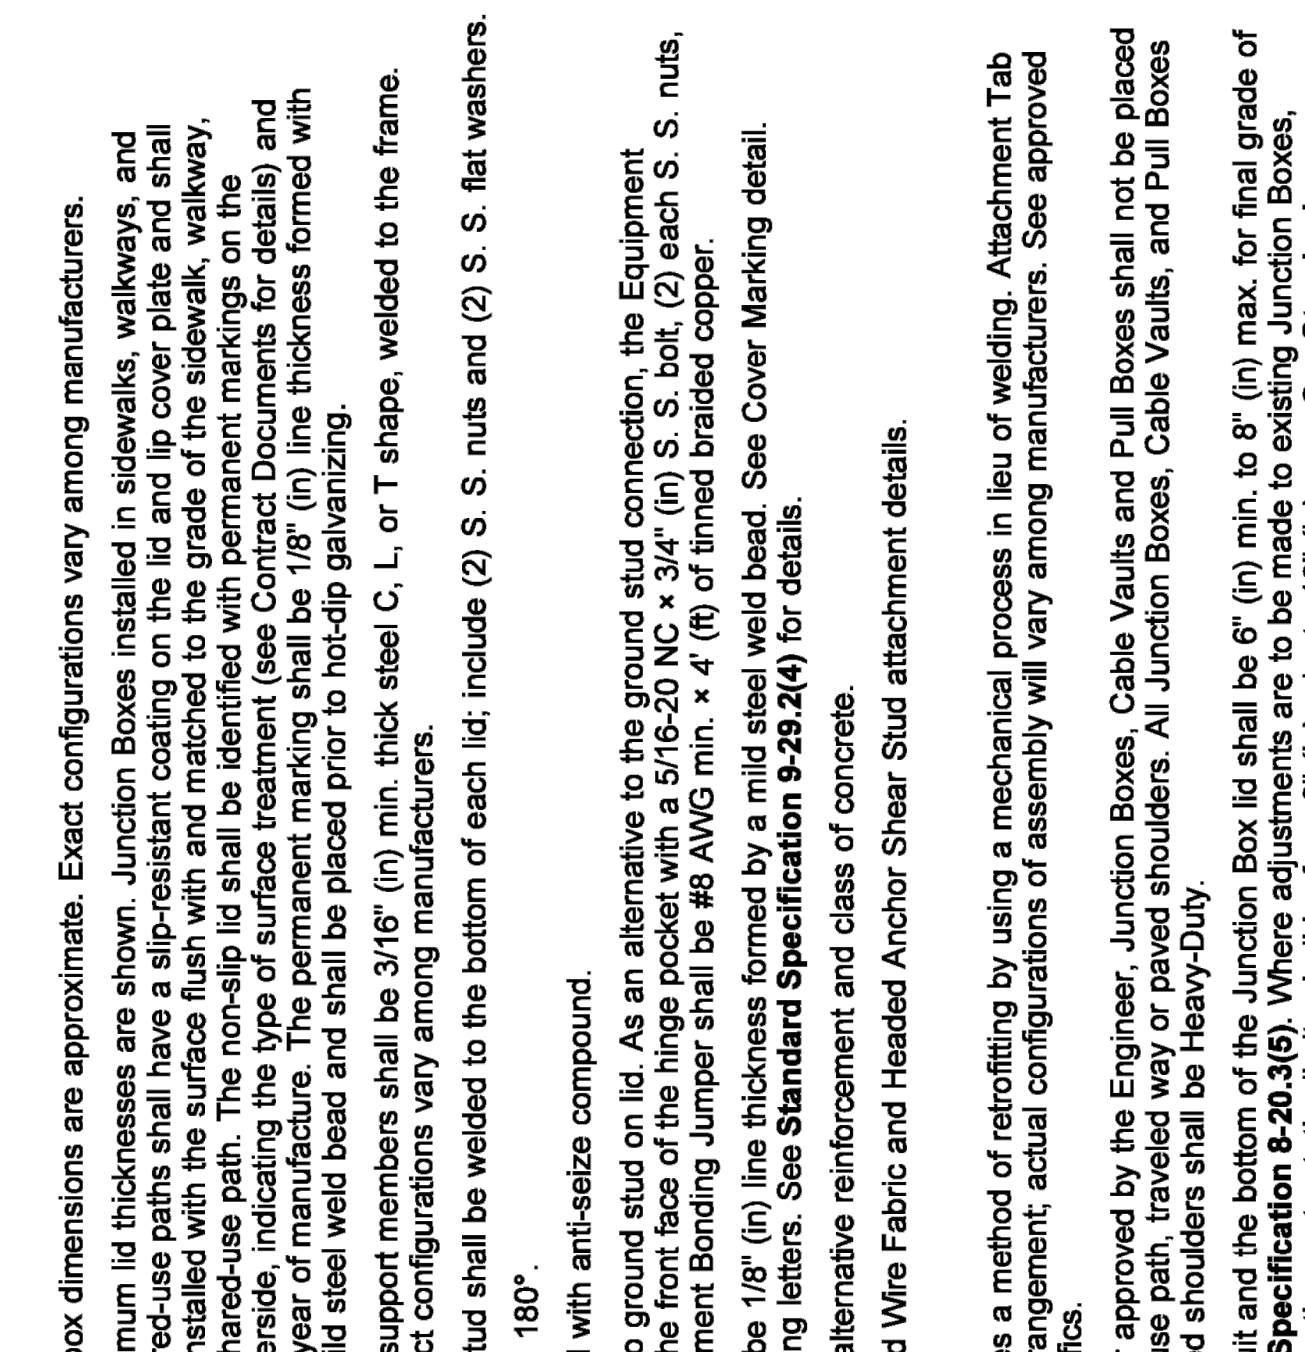 box dimensions are approximate. Exact configurations vary among manufacturers.
mum lid thicknesses are shown. Junction Boxes installed in sidewalks, walkways, and
red-use paths shall have a slip-resistant coating on the lid and lip cover plate and shall
nstalled with the surface flush with and matched to the grade of the sidewalk, walkway,
hared-use path. The non-slip lid shall be identified with permanent markings on the
erside, indicating the type of surface treatment (see Contract Documents for details) and
year of manufacture. The permanent marking shall be 1/8" (in) line thickness formed with
ild steel weld bead and shall be placed prior to hot-dip galvanizing.
support members shall be 3/16" (in) min. thick steel C, L, or T shape, welded to the frame.
ct configurations vary among manufacturers.
tud shall be welded to the bottom of each lid; include (2) S. S. nuts and (2) S. S. flat washers.
180°.
with anti-seize compound.
o ground stud on lid. As an alternative to the ground stud connection, the Equipment
he front face of the hinge pocket with a 5/16-20 NC × 3/4" (in) S. S. bolt, (2) each S. S. nuts,
ment Bonding Jumper shall be #8 AWG min. × 4' (ft) of tinned braided copper.
be 1/8" (in) line thickness formed by a mild steel weld bead. See Cover Marking detail.
ng letters. See Standard Specification 9-29.2(4) for details.
alternative reinforcement and class of concrete.
d Wire Fabric and Headed Anchor Shear Stud attachment details.
es a method of retrofitting by using a mechanical process in lieu of welding. Attachment Tab
rangement; actual configurations of assembly will vary among manufacturers. See approved
fics.
r approved by the Engineer, Junction Boxes, Cable Vaults and Pull Boxes shall not be placed
use path, traveled way or paved shoulders. All Junction Boxes, Cable Vaults, and Pull Boxes
d shoulders shall be Heavy-Duty.
uit and the bottom of the Junction Box lid shall be 6" (in) min. to 8" (in) max. for final grade of
Specification 8-20.3(5). Where adjustments are to be made to existing Junction Boxes,